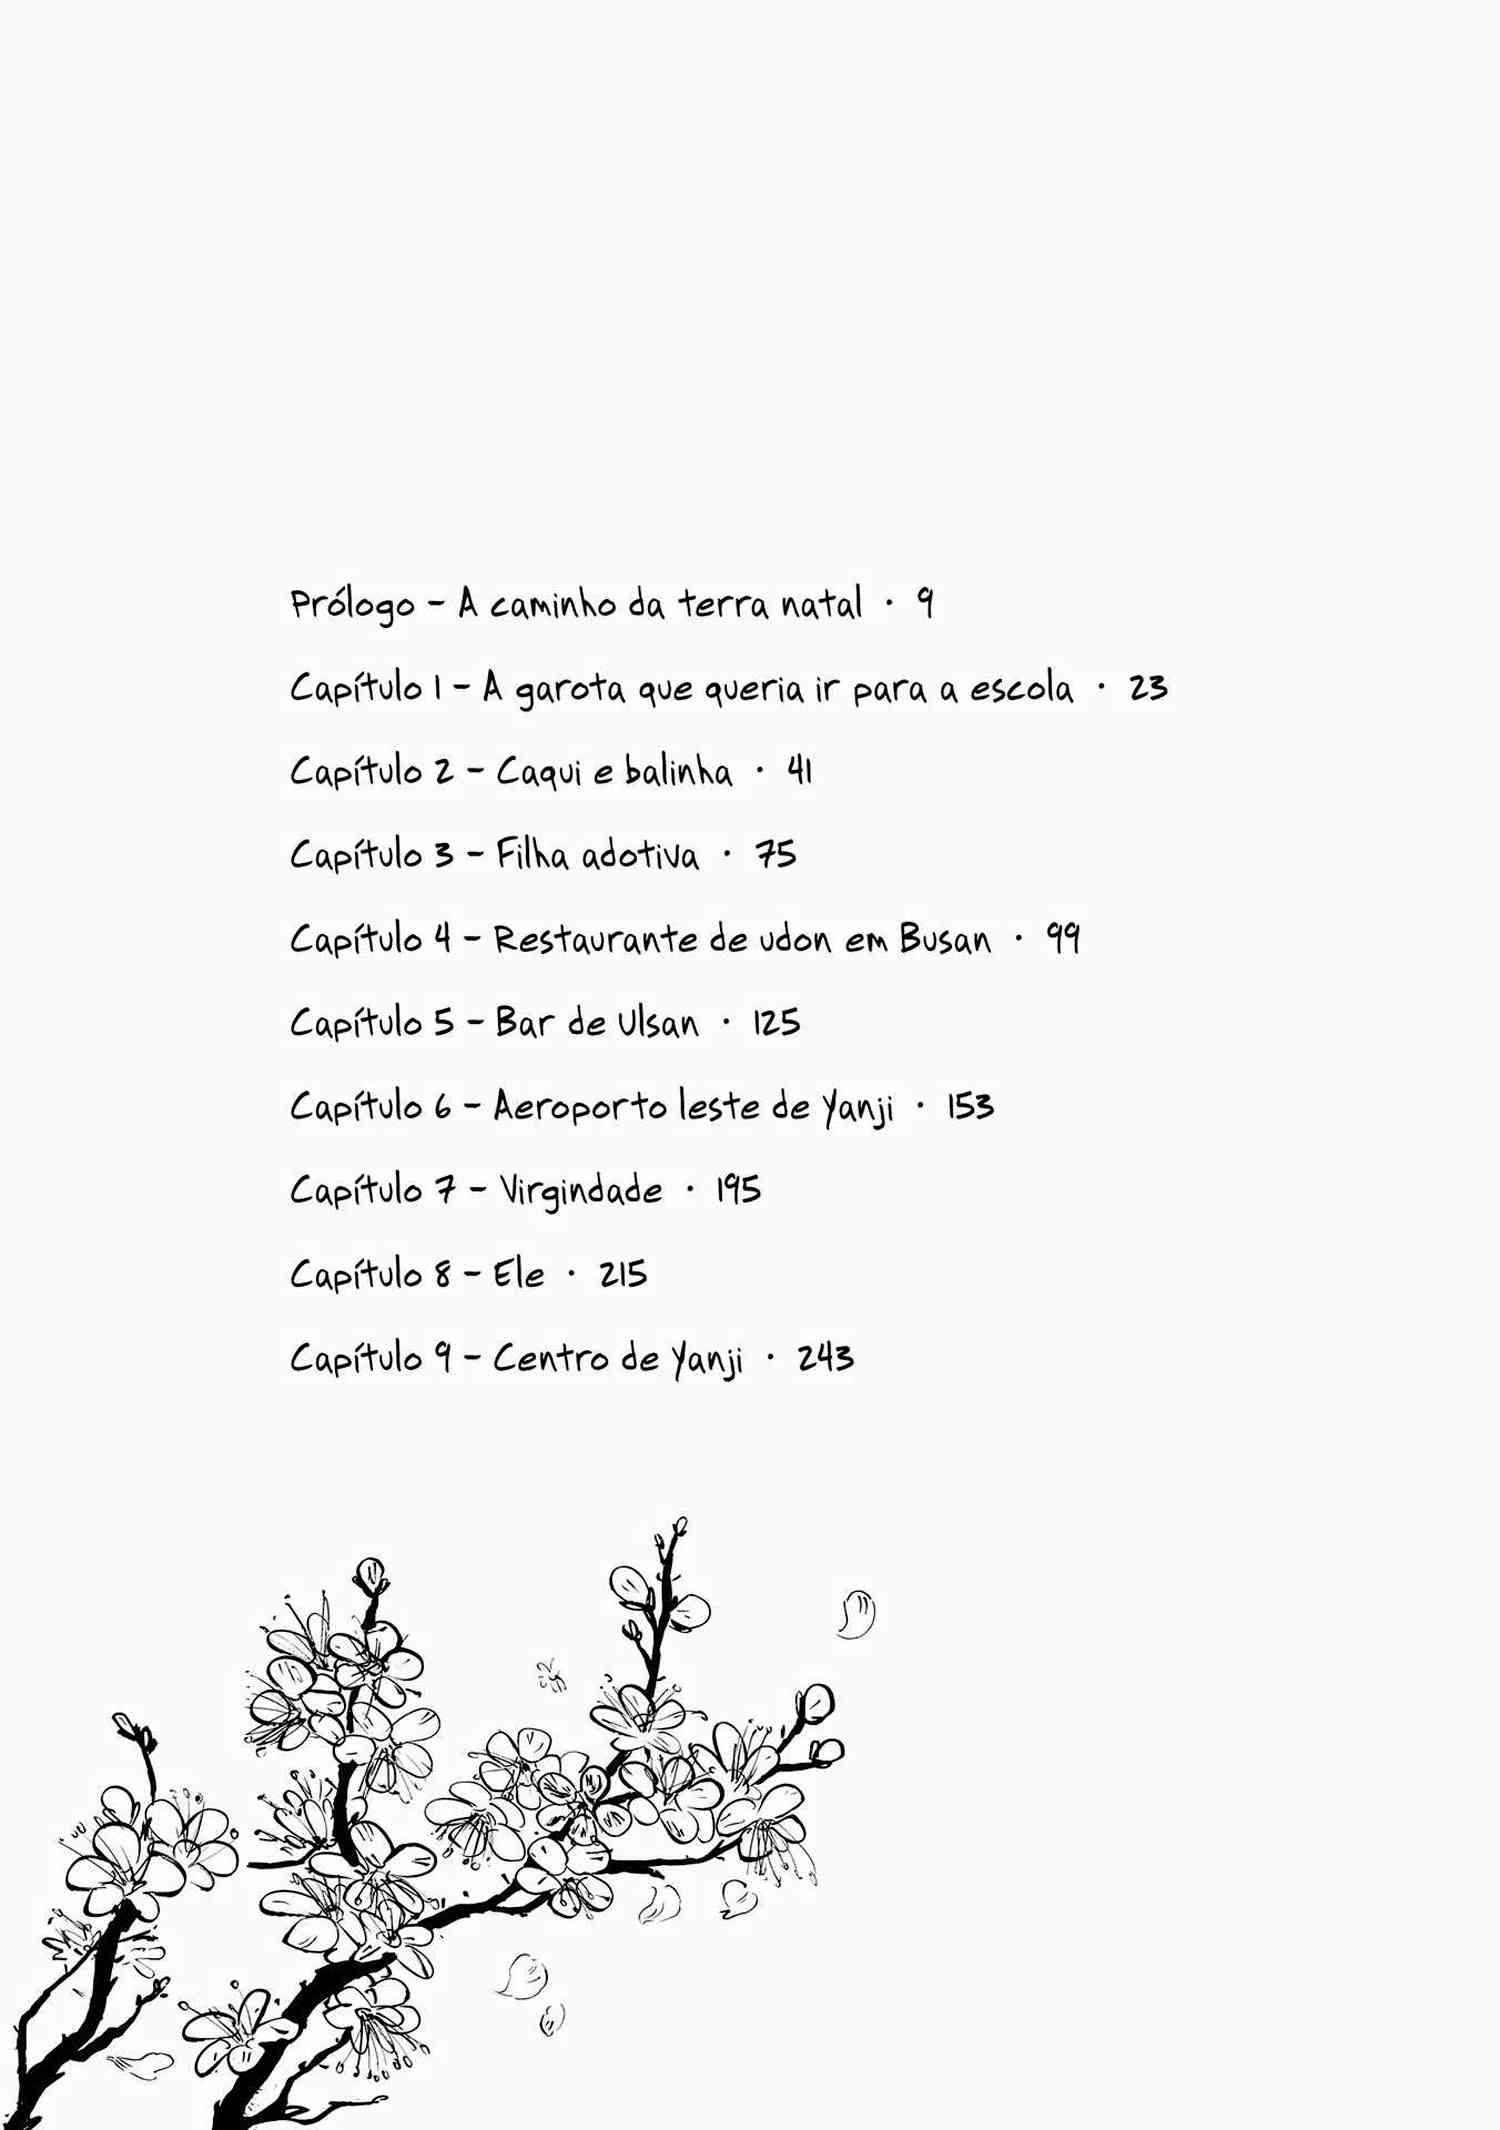 Prólogo - A caminho da terra natal · 9
Capítulo 1 - A garota que queria ir para a escola · 23
Capítulo 2 - Caqui e balinha · 41
Capítulo 3 - Filha adotiva · 75
Capítulo 4 - Restaurante de udon em Busan · 99
Capítulo 5 - Bar de Ulsan · 125
Capítulo 6 - Aeroporto leste de Yanji · 153
Capítulo 7 - Virgindade · 195
Capítulo 8 - Ele · 215
Capítulo 9 - Centro de Yanji · 243